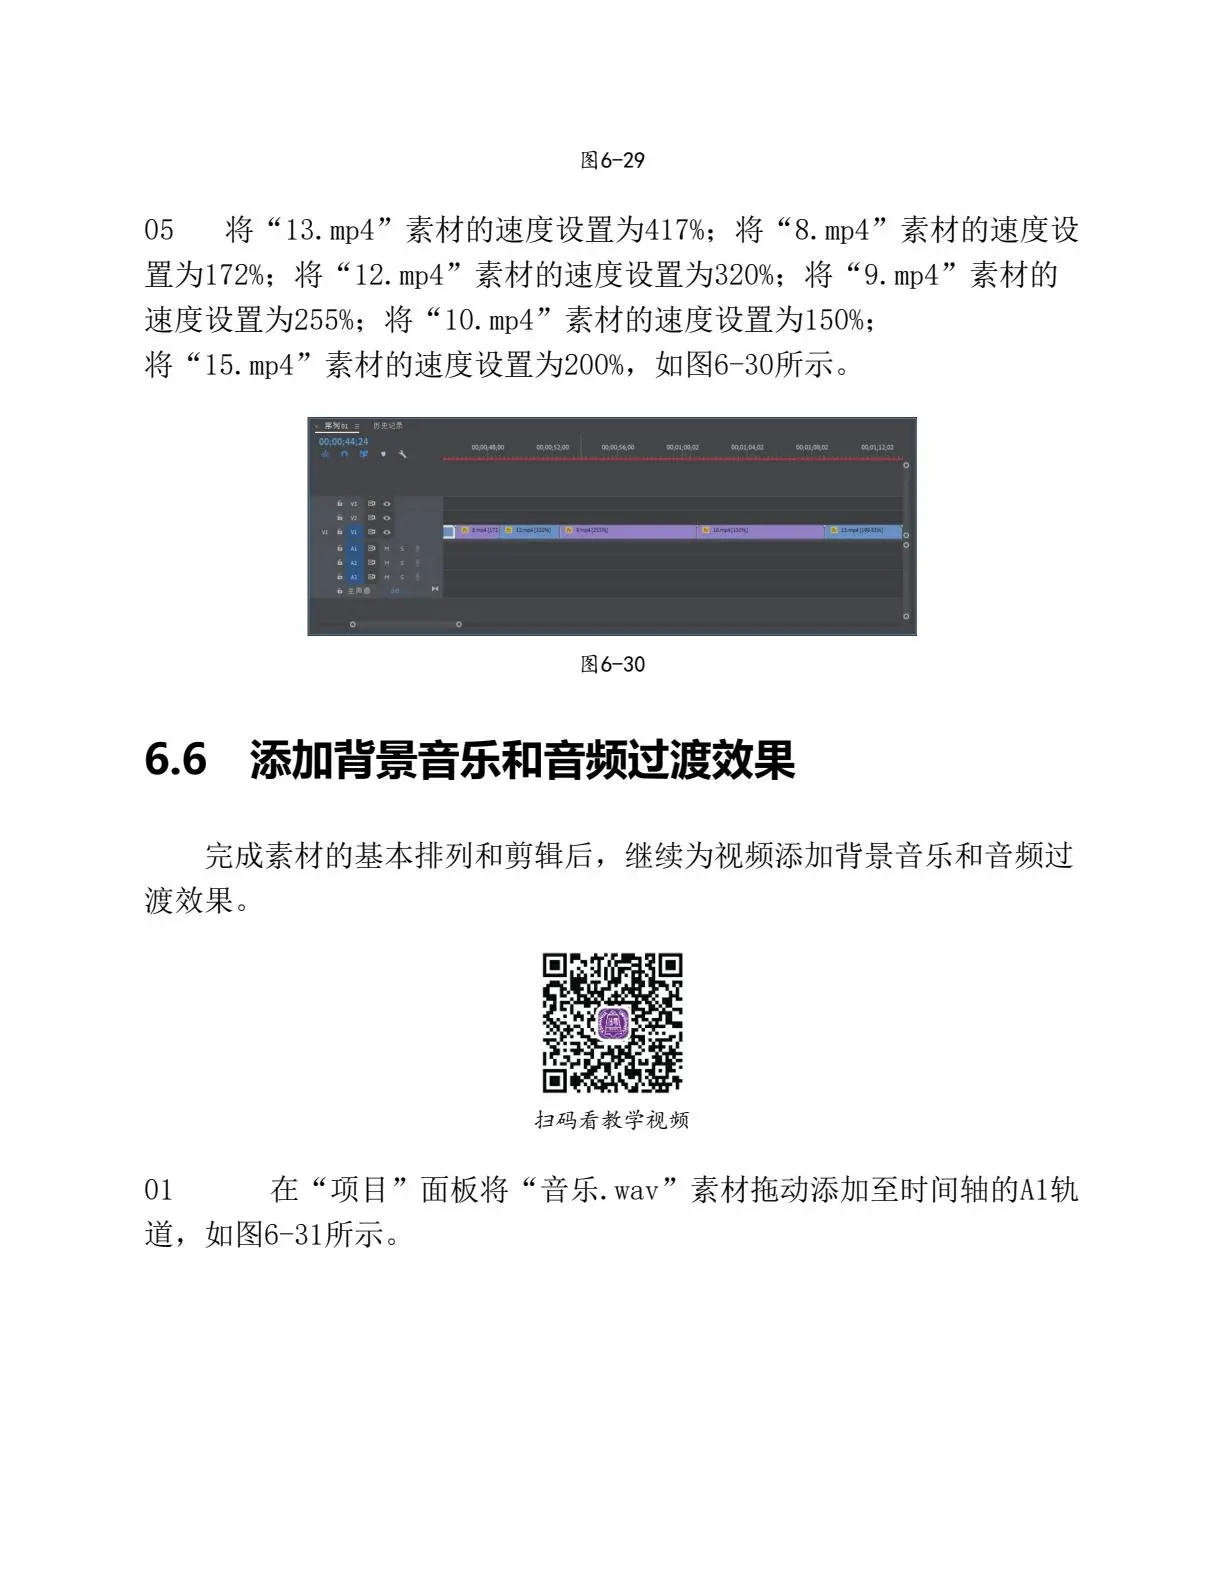 图6-29
05 将“13.mp4”素材的速度设置为417%；将“8.mp4”素材的速度设
置为172%；将“12.mp4”素材的速度设置为320%；将“9.mp4”素材的
速度设置为255%；将“10.mp4”素材的速度设置为150%；
将“15.mp4”素材的速度设置为200%，如图6-30所示。
× 序列01 ≡ 历史记录
00;00;44;24
00;00;48;00 00;00;52;00 00;00;56;00 00;01;00;02 00;01;04;02 00;01;08;02 00;01;12;02
V3
V2
V1 V1 8.mp4 [172 12.mp4 [320%] 9.mp4 [255%] 10.mp4 [150%] 15.mp4 [199.93%]
A1 M S
A2 M S
A3 M S
主声道 0.0
图6-30
6.6 添加背景音乐和音频过渡效果
完成素材的基本排列和剪辑后，继续为视频添加背景音乐和音频过
渡效果。
扫码看教学视频
01 在“项目”面板将“音乐.wav”素材拖动添加至时间轴的A1轨
道，如图6-31所示。